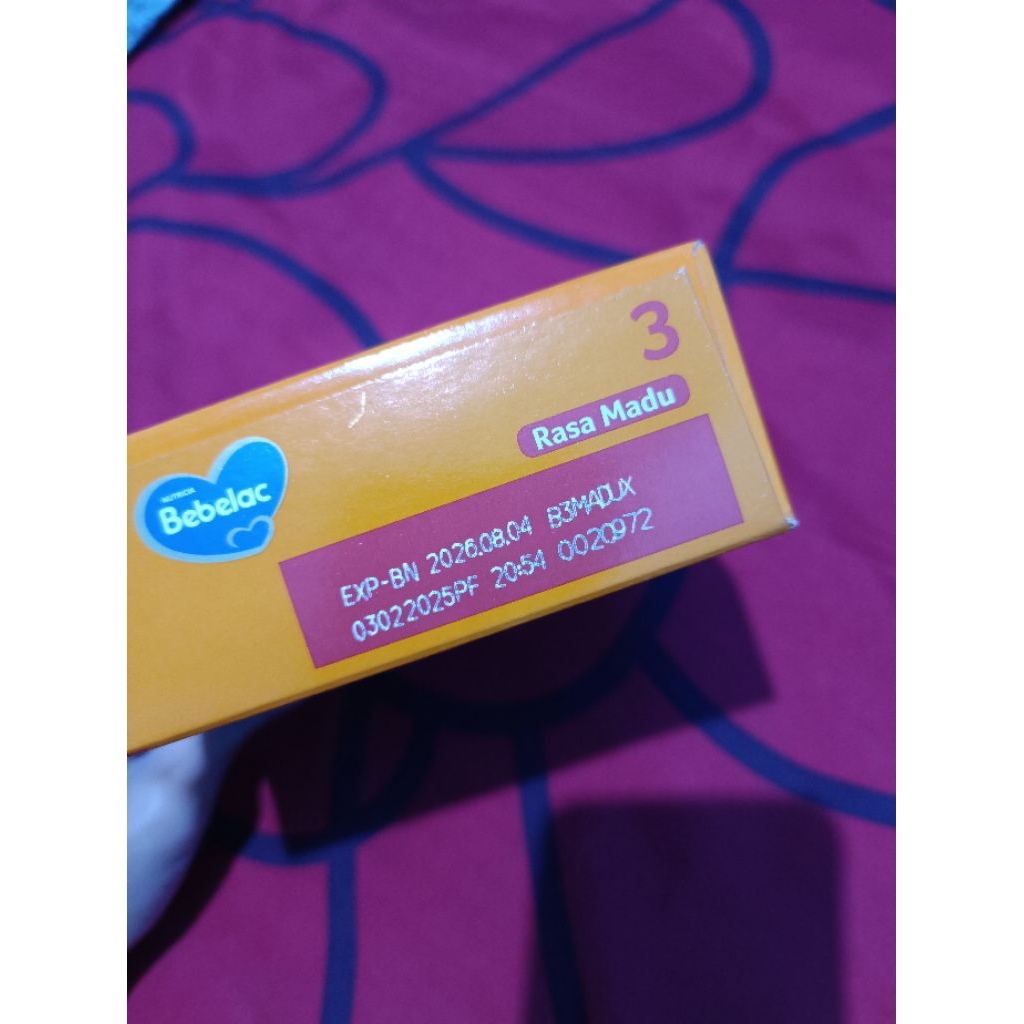 3
Rasa Madu
NUTRICIA
Bebelac
EXP-BN 2026.08.04 B3MADUX
03022025PF 20:54 0020972